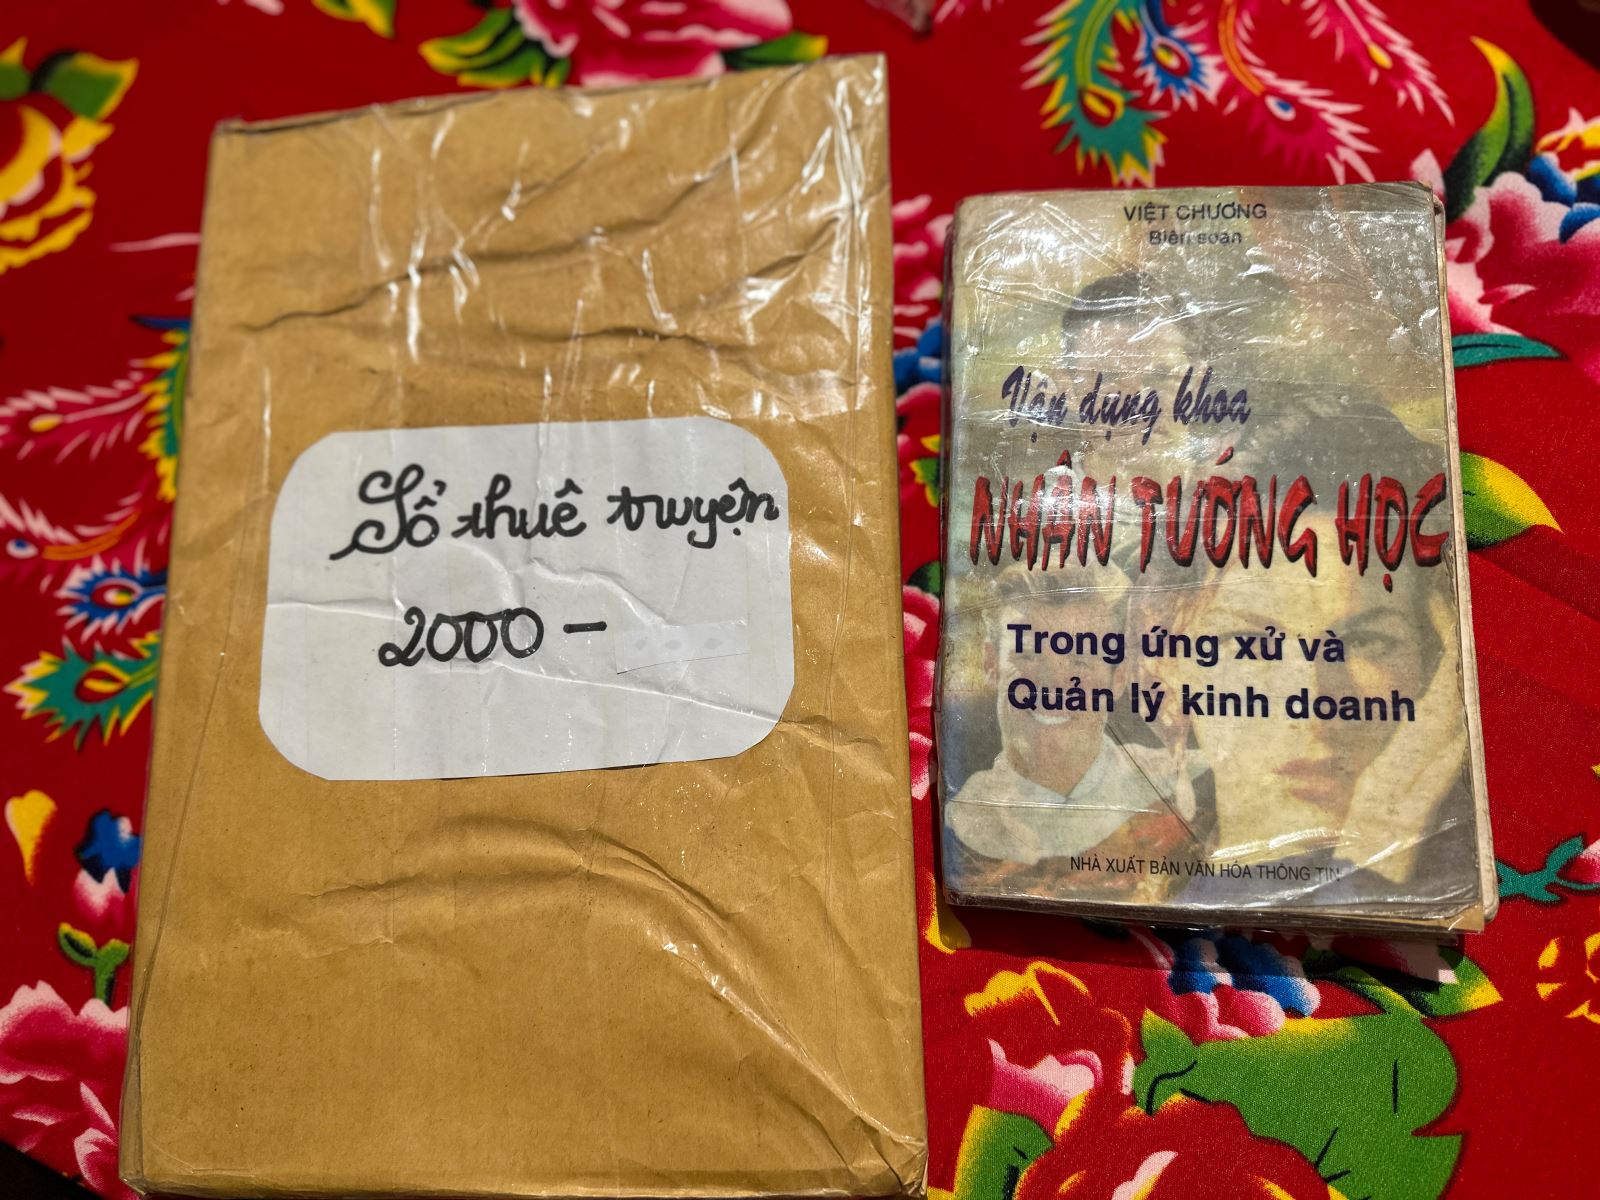 Sổ thuê truyện
2000 –
VIỆT CHƯƠNG
Biên soạn
Vận dụng khoa
NHÂN TƯỚNG HỌC
Trong ứng xử và
Quản lý kinh doanh
NHÀ XUẤT BẢN VĂN HÓA THÔNG TIN